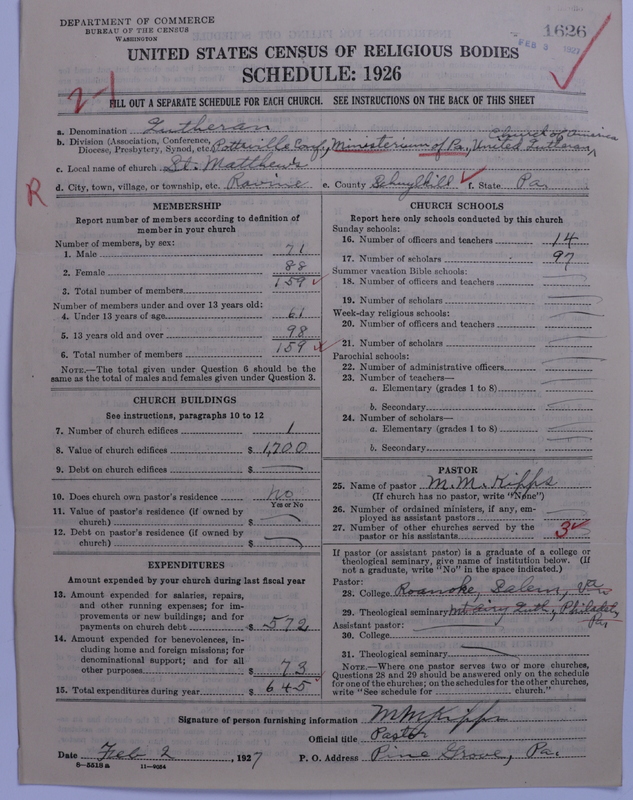 DEPARTMENT OF COMMERCE
BUREAU OF THE CENSUS
WASHINGTON
1626
FEB 3 1927
UNITED STATES CENSUS OF RELIGIOUS BODIES
SCHEDULE: 1926
2-1
FILL OUT A SEPARATE SCHEDULE FOR EACH CHURCH. SEE INSTRUCTIONS ON THE BACK OF THIS SHEET
a. Denomination Lutheran
Church of America
b. Division (Association, Conference, Diocese, Presbytery, Synod, etc.) Pottsville Conf., Ministerium of Pa., United Lutheran
c. Local name of church St. Matthews
R
d. City, town, village, or township, etc. Ravine e. County Schuylkill f. State Pa.
MEMBERSHIP
Report number of members according to definition of member in your church
Number of members, by sex:
1. Male 71
2. Female 88
3. Total number of members 159
Number of members under and over 13 years old:
4. Under 13 years of age 61
5. 13 years old and over 98
6. Total number of members 159
NOTE.—The total given under Question 6 should be the same as the total of males and females given under Question 3.
CHURCH BUILDINGS
See instructions, paragraphs 10 to 12
7. Number of church edifices 1
8. Value of church edifices $ 1,700
9. Debt on church edifices $
10. Does church own pastor's residence No
Yes or No
11. Value of pastor's residence (if owned by church) $
12. Debt on pastor's residence (if owned by church) $
EXPENDITURES
Amount expended by your church during last fiscal year
13. Amount expended for salaries, repairs, and other running expenses; for improvements or new buildings; and for payments on church debt $ 572
14. Amount expended for benevolences, including home and foreign missions; for denominational support; and for all other purposes $ 73
15. Total expenditures during year $ 645
CHURCH SCHOOLS
Report here only schools conducted by this church
Sunday schools:
16. Number of officers and teachers 14
17. Number of scholars 97
Summer vacation Bible schools:
18. Number of officers and teachers
19. Number of scholars
Week-day religious schools:
20. Number of officers and teachers
21. Number of scholars
Parochial schools:
22. Number of administrative officers
23. Number of teachers—
a. Elementary (grades 1 to 8)
b. Secondary
24. Number of scholars—
a. Elementary (grades 1 to 8)
b. Secondary
PASTOR
25. Name of pastor M. M. Kipps
(If church has no pastor, write "None")
26. Number of ordained ministers, if any, employed as assistant pastors
27. Number of other churches served by the pastor or his assistants 3
If pastor (or assistant pastor) is a graduate of a college or theological seminary, give name of institution below. (If not a graduate, write "No" in the space indicated.)
Pastor:
28. College Roanoke, Salem, Va
29. Theological seminary Mt Airy Luth., Philadel, Pa.
Assistant pastor:
30. College
31. Theological seminary
NOTE.—Where one pastor serves two or more churches, Questions 28 and 29 should be answered only on the schedule for one of the churches; on the schedules for the other churches, write "See schedule for church."
Signature of person furnishing information M M Kipps
Official title Pastor
Date Feb 2, 1927 P. O. Address Pine Grove, Pa.
8—5518a 11—9034